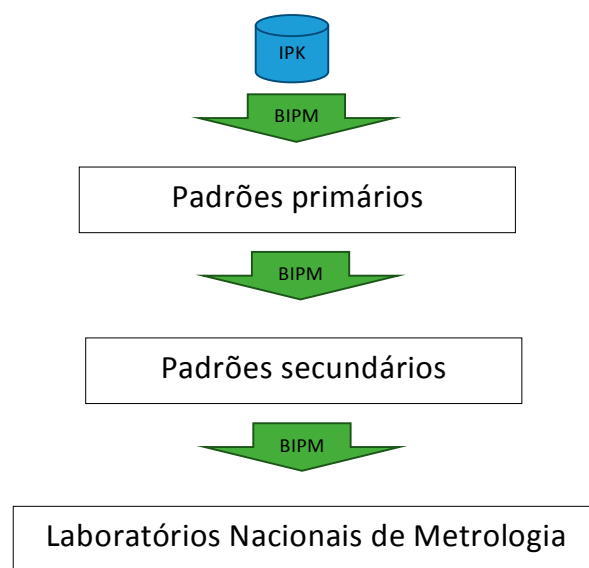 IPK
BIPM
Padrões primários
BIPM
Padrões secundários
BIPM
Laboratórios Nacionais de Metrologia